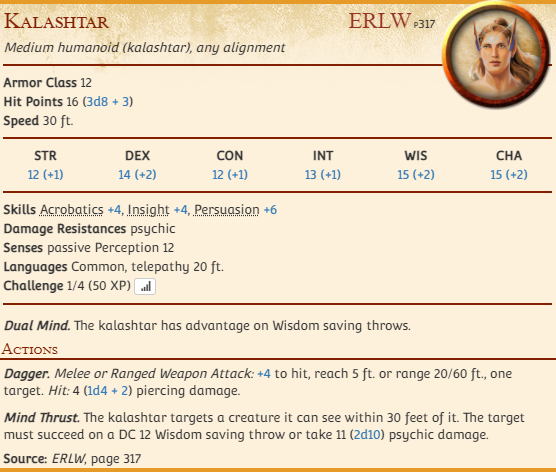 Kalashtar ERLW P317
Medium humanoid (kalashtar), any alignment
Armor Class 12
Hit Points 16 (3d8 + 3)
Speed 30 ft.
STR DEX CON INT WIS CHA
12 (+1) 14 (+2) 12 (+1) 13 (+1) 15 (+2) 15 (+2)
Skills Acrobatics +4, Insight +4, Persuasion +6
Damage Resistances psychic
Senses passive Perception 12
Languages Common, telepathy 20 ft.
Challenge 1/4 (50 XP)
Dual Mind. The kalashtar has advantage on Wisdom saving throws.
Actions
Dagger. Melee or Ranged Weapon Attack: +4 to hit, reach 5 ft. or range 20/60 ft., one
target. Hit: 4 (1d4 + 2) piercing damage.
Mind Thrust. The kalashtar targets a creature it can see within 30 feet of it. The target
must succeed on a DC 12 Wisdom saving throw or take 11 (2d10) psychic damage.
Source: ERLW, page 317